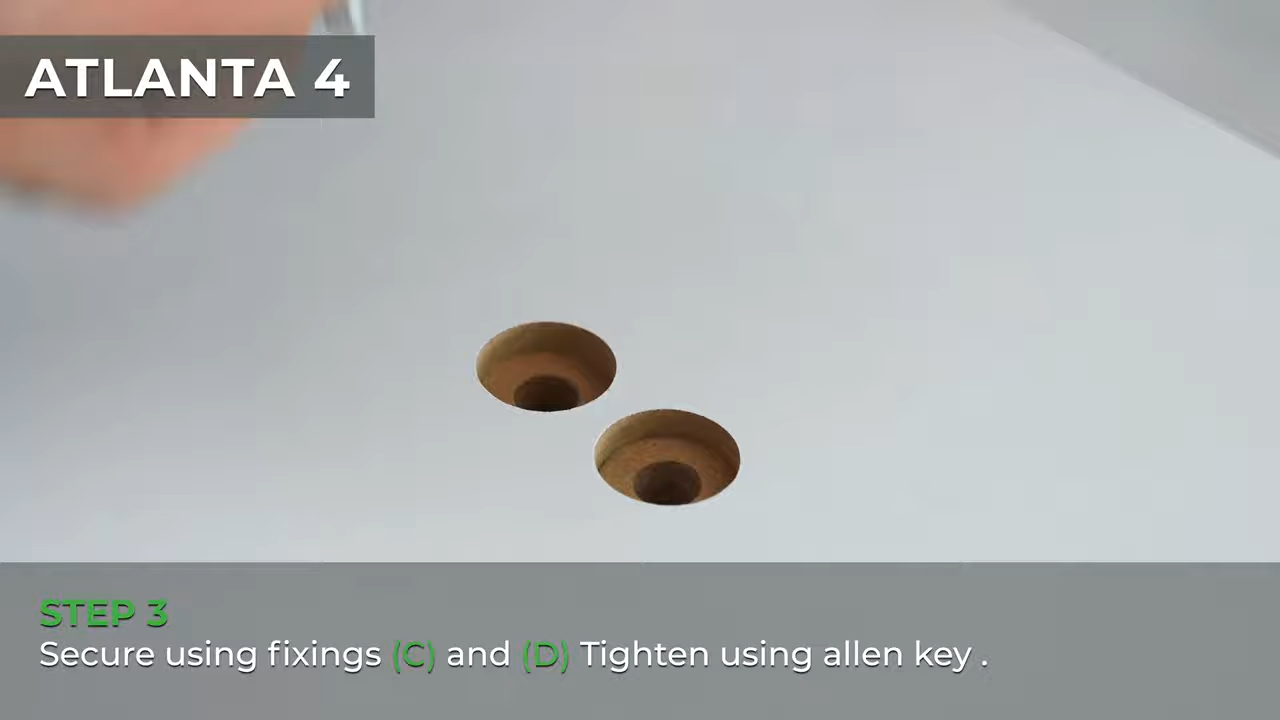 ATLANTA 4
STEP 3
Secure using fixings (C) and (D) Tighten using allen key .